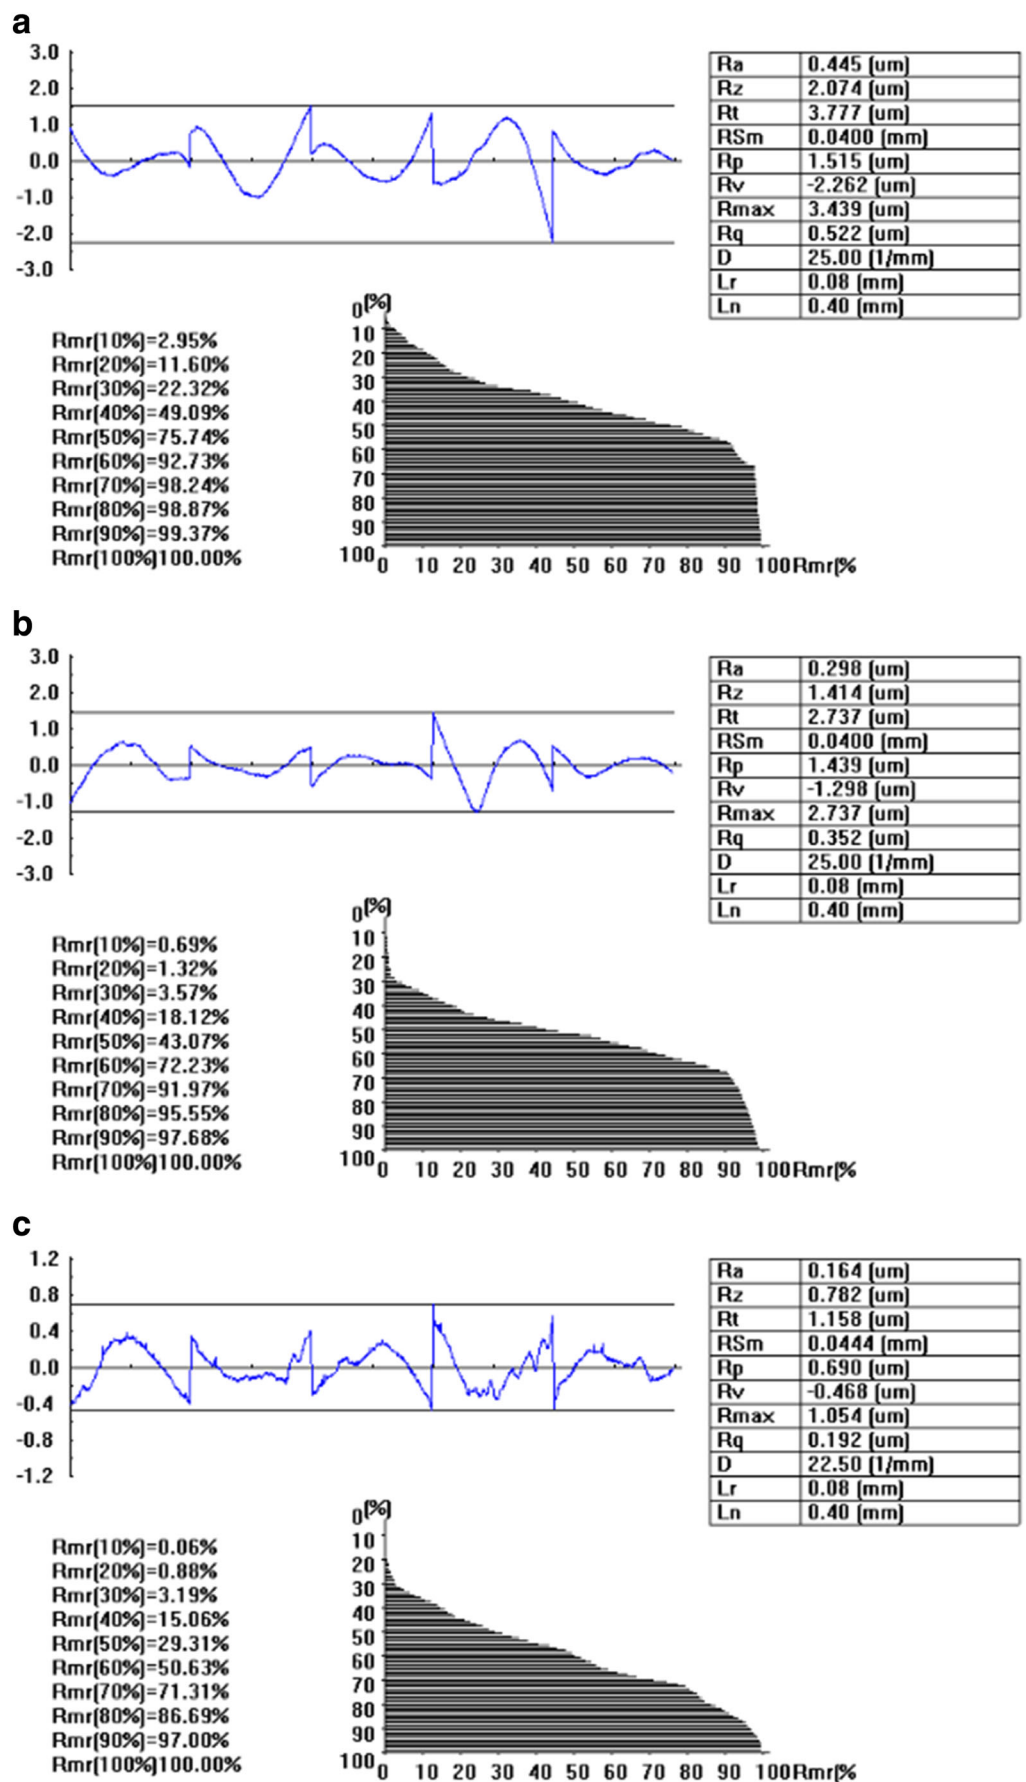 a
3.0
2.0
1.0
0.0
-1.0
-2.0
-3.0
Ra 0.445 (um)
Rz 2.074 (um)
Rt 3.777 (um)
RSm 0.0400 (mm)
Rp 1.515 (um)
Rv -2.262 (um)
Rmax 3.439 (um)
Rq 0.522 (um)
D 25.00 (1/mm)
Lr 0.08 (mm)
Ln 0.40 (mm)
Rmr(10%)=2.95%
Rmr(20%)=11.60%
Rmr(30%)=22.32%
Rmr(40%)=49.09%
Rmr(50%)=75.74%
Rmr(60%)=92.73%
Rmr(70%)=98.24%
Rmr(80%)=98.87%
Rmr(90%)=99.37%
Rmr(100%)100.00%
0(%)
10
20
30
40
50
60
70
80
90
100
0 10 20 30 40 50 60 70 80 90 100Rmr(%
b
3.0
2.0
1.0
0.0
-1.0
-2.0
-3.0
Ra 0.298 (um)
Rz 1.414 (um)
Rt 2.737 (um)
RSm 0.0400 (mm)
Rp 1.439 (um)
Rv -1.298 (um)
Rmax 2.737 (um)
Rq 0.352 (um)
D 25.00 (1/mm)
Lr 0.08 (mm)
Ln 0.40 (mm)
Rmr(10%)=0.69%
Rmr(20%)=1.32%
Rmr(30%)=3.57%
Rmr(40%)=18.12%
Rmr(50%)=43.07%
Rmr(60%)=72.23%
Rmr(70%)=91.97%
Rmr(80%)=95.55%
Rmr(90%)=97.68%
Rmr(100%)100.00%
0(%)
10
20
30
40
50
60
70
80
90
100
0 10 20 30 40 50 60 70 80 90 100Rmr(%
c
1.2
0.8
0.4
0.0
-0.4
-0.8
-1.2
Ra 0.164 (um)
Rz 0.782 (um)
Rt 1.158 (um)
RSm 0.0444 (mm)
Rp 0.690 (um)
Rv -0.468 (um)
Rmax 1.054 (um)
Rq 0.192 (um)
D 22.50 (1/mm)
Lr 0.08 (mm)
Ln 0.40 (mm)
Rmr(10%)=0.06%
Rmr(20%)=0.88%
Rmr(30%)=3.19%
Rmr(40%)=15.06%
Rmr(50%)=29.31%
Rmr(60%)=50.63%
Rmr(70%)=71.31%
Rmr(80%)=86.69%
Rmr(90%)=97.00%
Rmr(100%)100.00%
0(%)
10
20
30
40
50
60
70
80
90
100
0 10 20 30 40 50 60 70 80 90 100Rmr(%